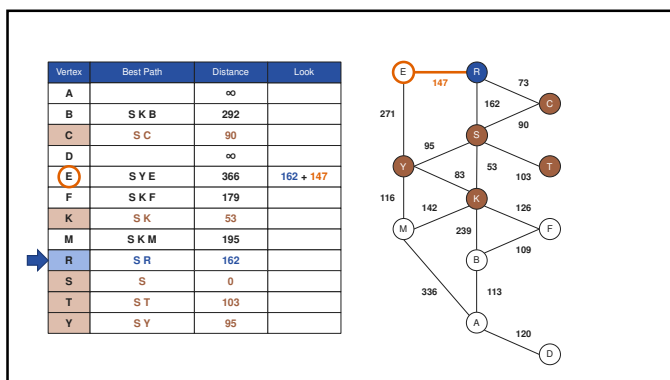 Vertex Best Path Distance Look
A ∞
B S K B 292
C S C 90
D ∞
E S Y E 366 162 + 147
F S K F 179
K S K 53
M S K M 195
R S R 162
S S 0
T S T 103
Y S Y 95
E R
147
73
C
271
162
90
S
95
53
Y
83
103
T
K
116
142
126
M
239
F
109
B
336
113
A
120
D